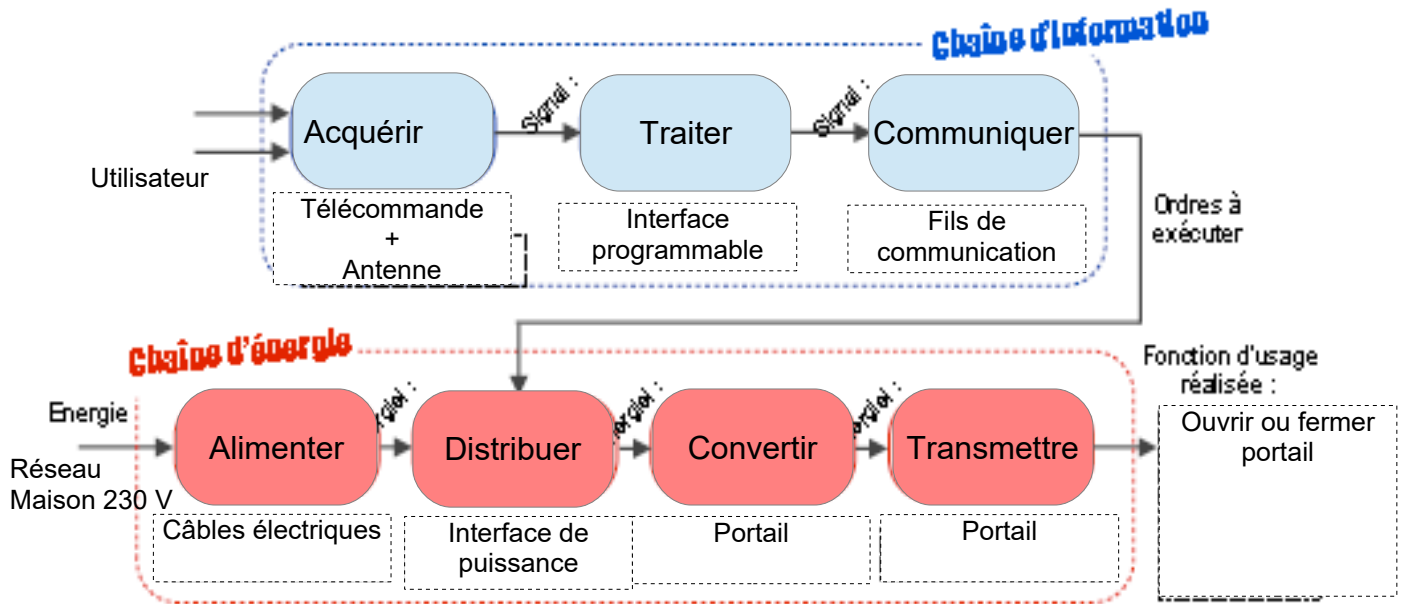 Chaîne d'information
Signal :
Signal :
Acquérir
Traiter
Communiquer
Utilisateur
Télécommande
+
Antenne
Interface
programmable
Fils de
communication
Ordres à
exécuter
Chaîne d'énergie
Fonction d'usage
réalisée :
Energie
Alimenter
Distribuer
Convertir
Transmettre
Ouvrir ou fermer
portail
Réseau
Maison 230 V
Câbles électriques
Interface de
puissance
Portail
Portail